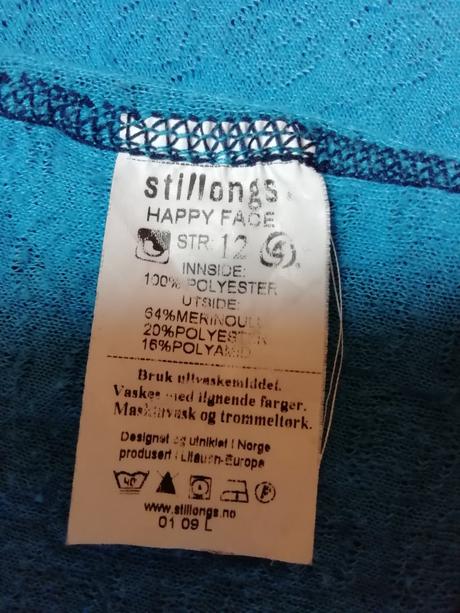 stillongs
HAPPY FACE
STR: 12
INNSIDE:
100% POLYESTER
UTSIDE:
64%MERINOULL
20%POLYESTER
16%POLYAMID
Bruk ullvaskemiddel.
Vaskes med lignende farger.
Maskinvask og trommeltørk.
Designet og utviklet i Norge
produsert i Litauen-Europa
40
P
www.stillongs.no
01 09 L